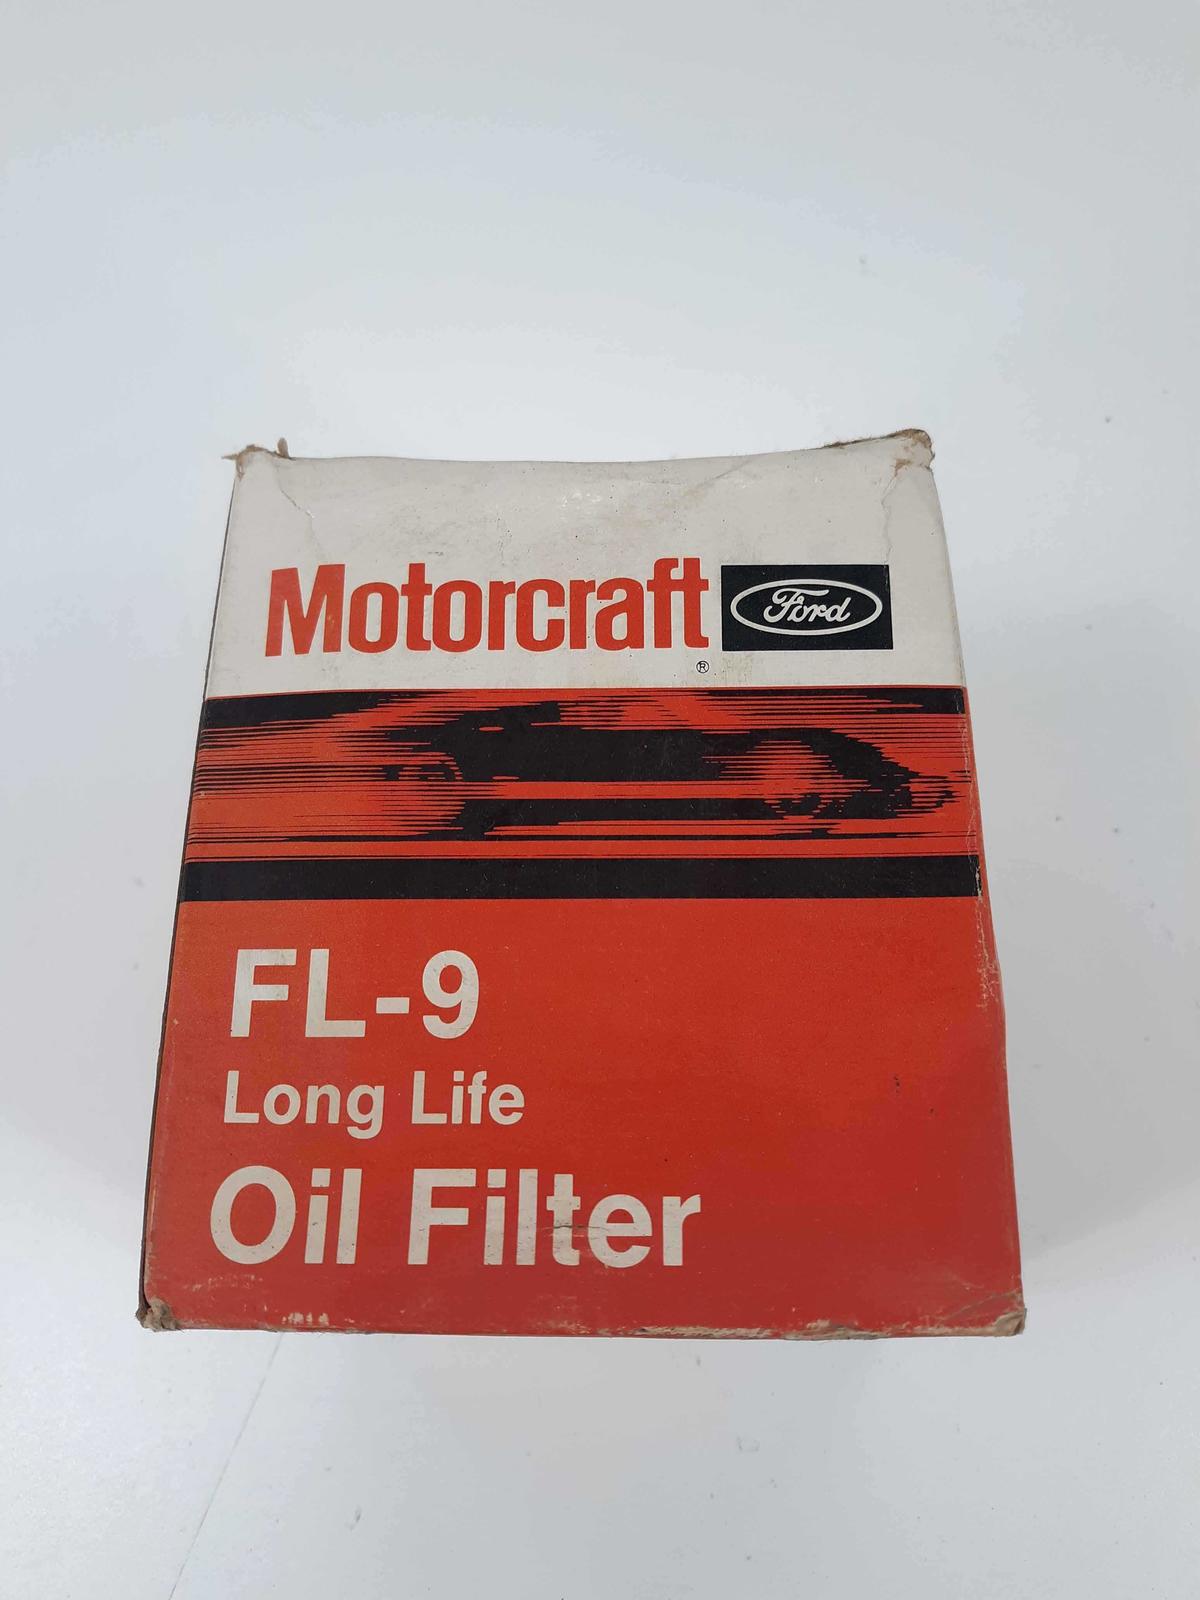 Motorcraft Ford
®
FL-9
Long Life
Oil Filter